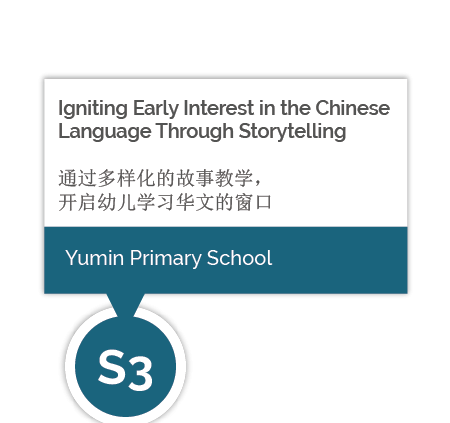 Igniting Early Interest in the Chinese
Language Through Storytelling
通过多样化的故事教学，
开启幼儿学习华文的窗口
Yumin Primary School
S3